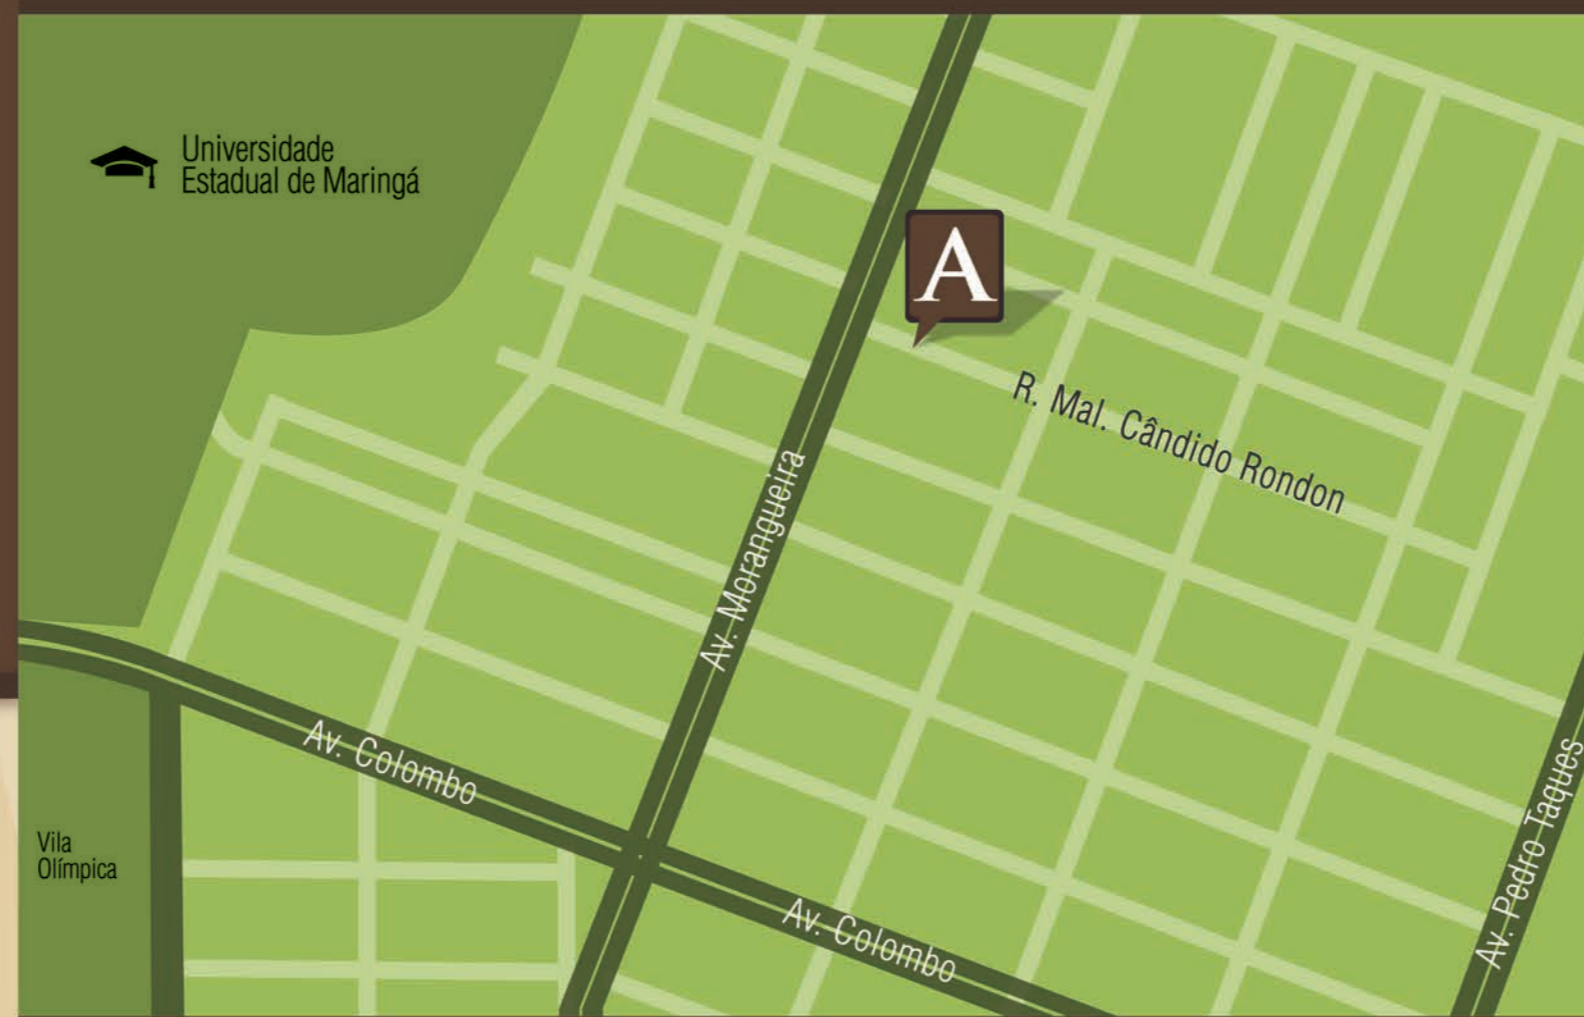 Universidade
Estadual de Maringá
A
R. Mal. Cândido Rondon
Av. Morangueira
Av. Colombo
Vila
Olímpica
Av. Colombo
Av. Pedro Taques